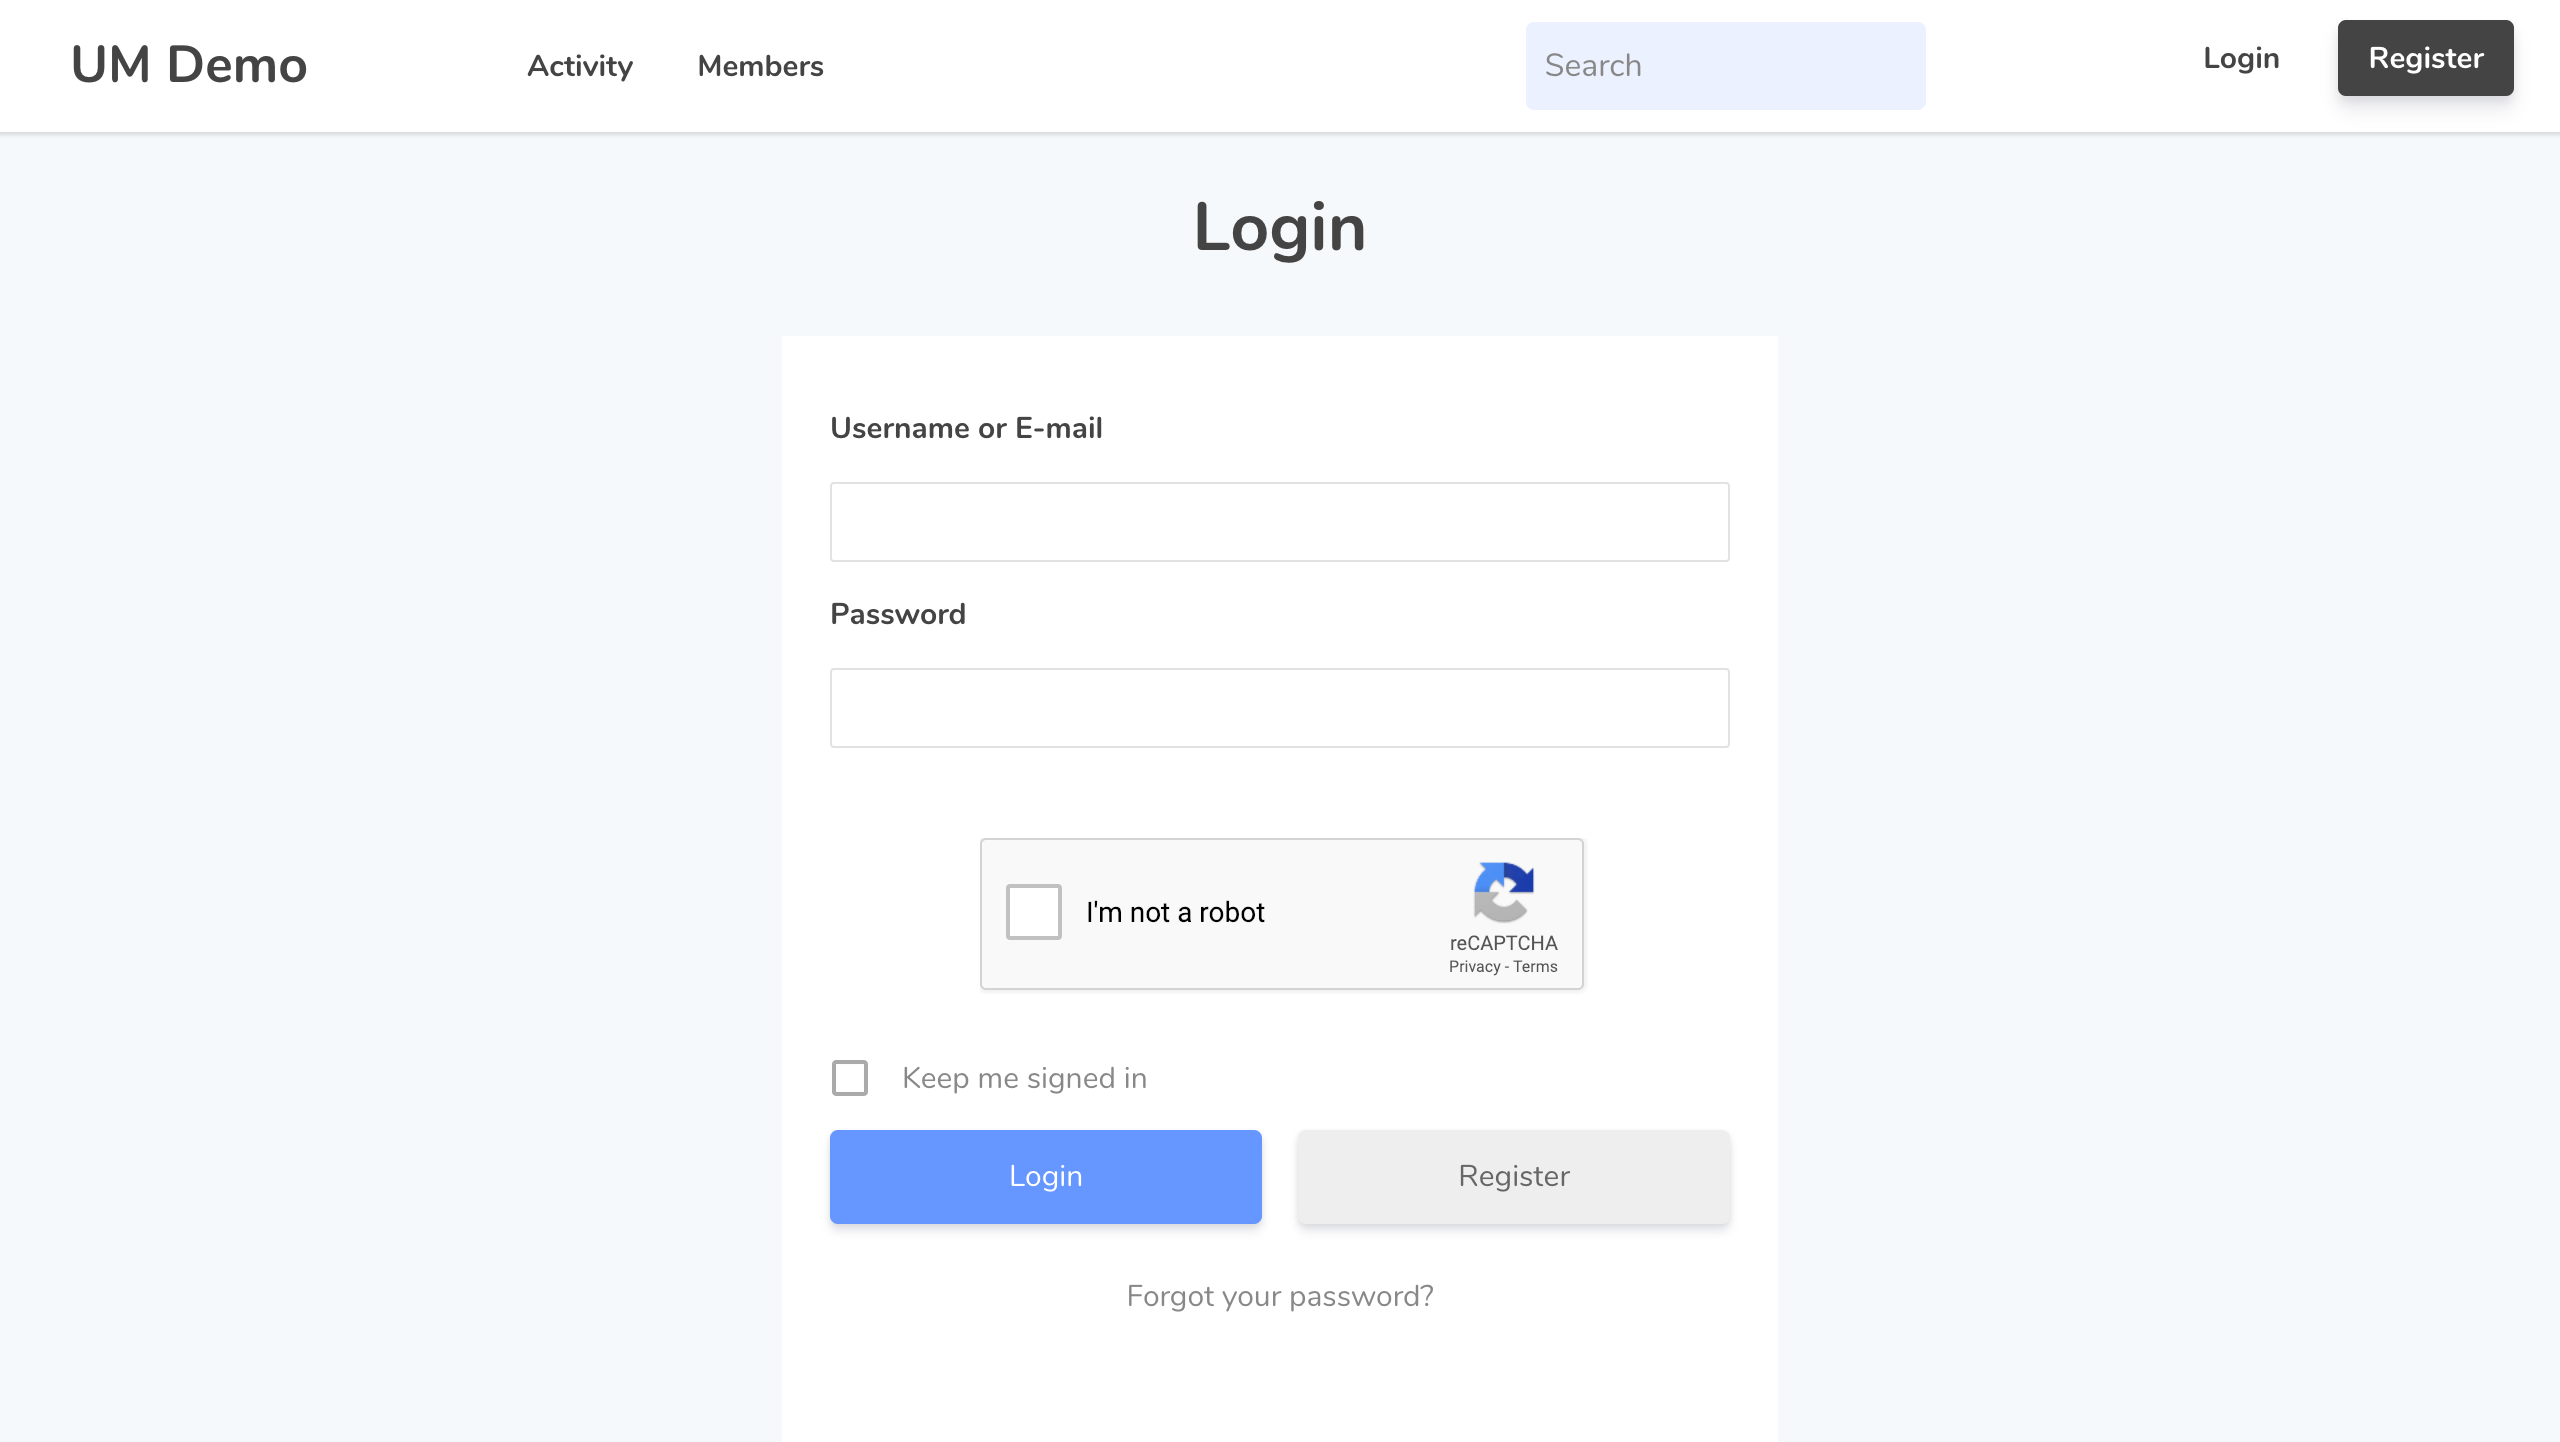 UM Demo
Activity
Members
Search
Login
Register
Login
Username or E-mail
Password
I'm not a robot
reCAPTCHA
Privacy - Terms
Keep me signed in
Login
Register
Forgot your password?